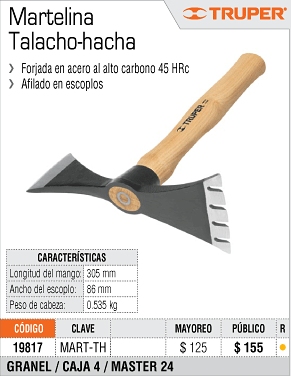 Martelina
Talacho-hacha
TRUPER®
› Forjada en acero al alto carbono 45 HRc
› Afilado en escoplos
TRUPER
CARACTERÍSTICAS
Longitud del mango: 305 mm
Ancho del escoplo: 86 mm
Peso de cabeza: 0.535 kg
CÓDIGO CLAVE MAYOREO PÚBLICO R
19817 MART-TH $ 125 $ 155
GRANEL / CAJA 4 / MASTER 24